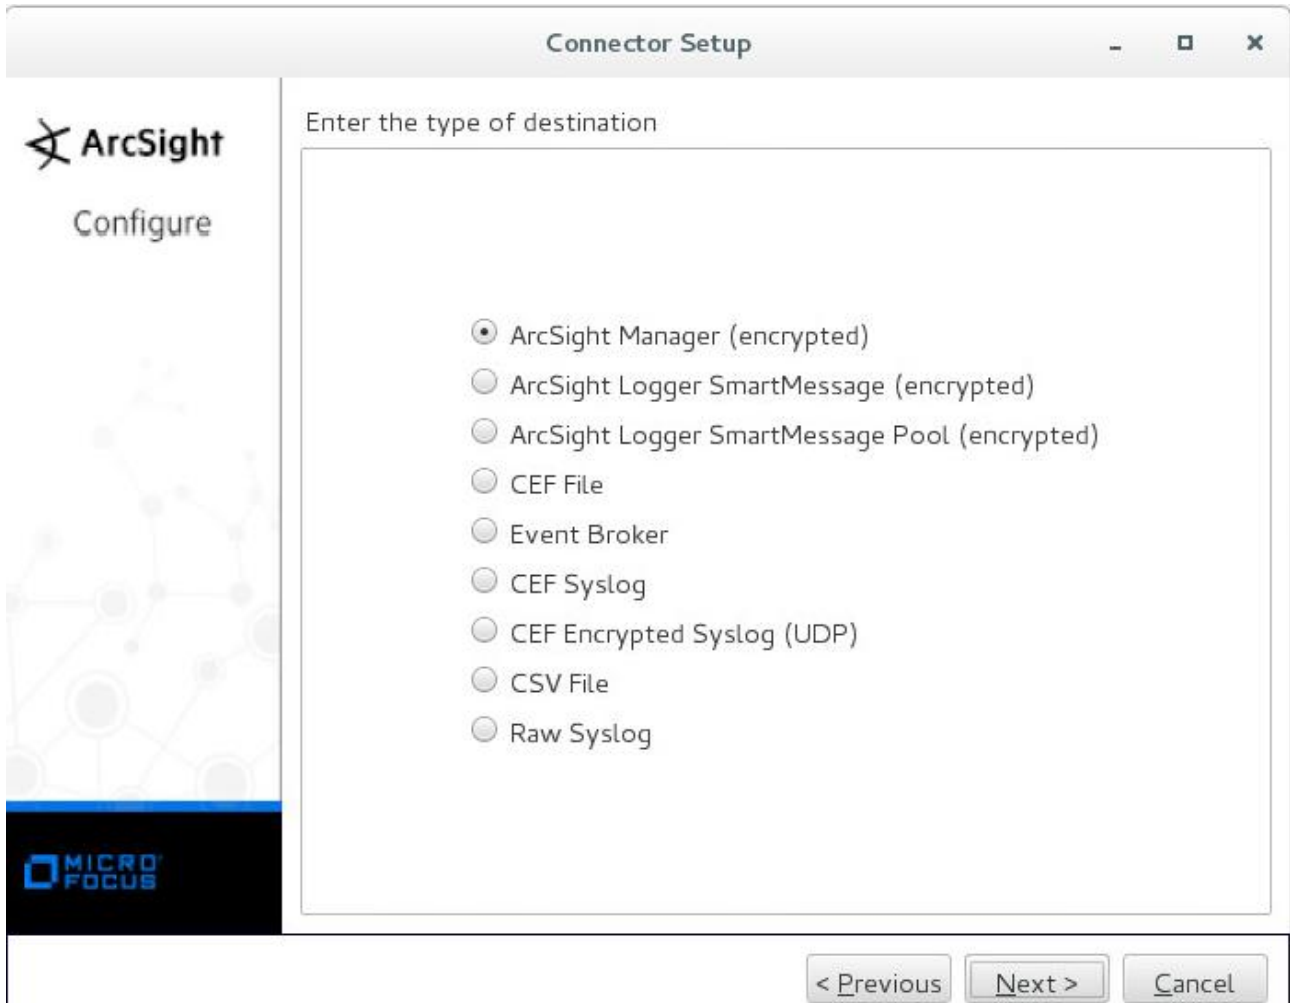 Connector Setup
ArcSight
Configure
Enter the type of destination
ArcSight Manager (encrypted)
ArcSight Logger SmartMessage (encrypted)
ArcSight Logger SmartMessage Pool (encrypted)
CEF File
Event Broker
CEF Syslog
CEF Encrypted Syslog (UDP)
CSV File
Raw Syslog
MICRO
FOCUS
< Previous Next > Cancel